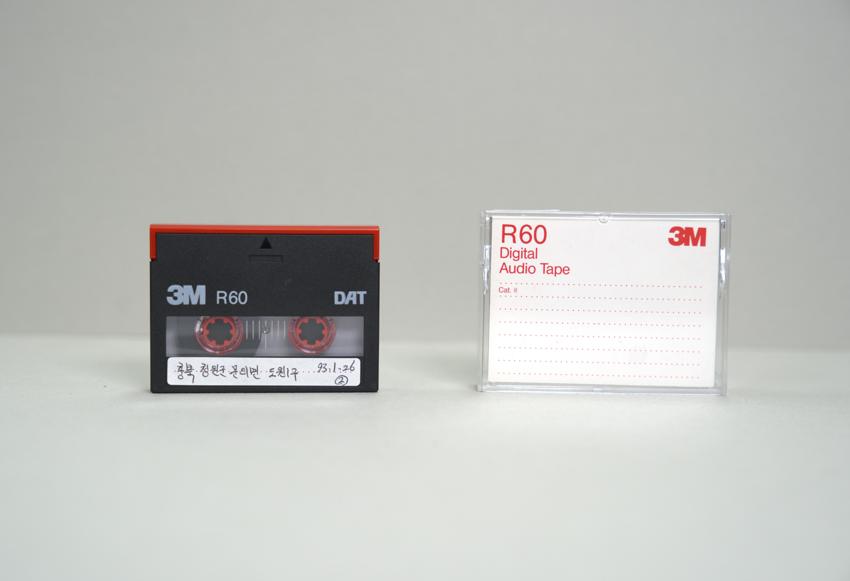 3M R60 DAT
충북 청원군 문의면 도원1구 93.1.26
②
R60 3M
Digital
Audio Tape
Cat. #